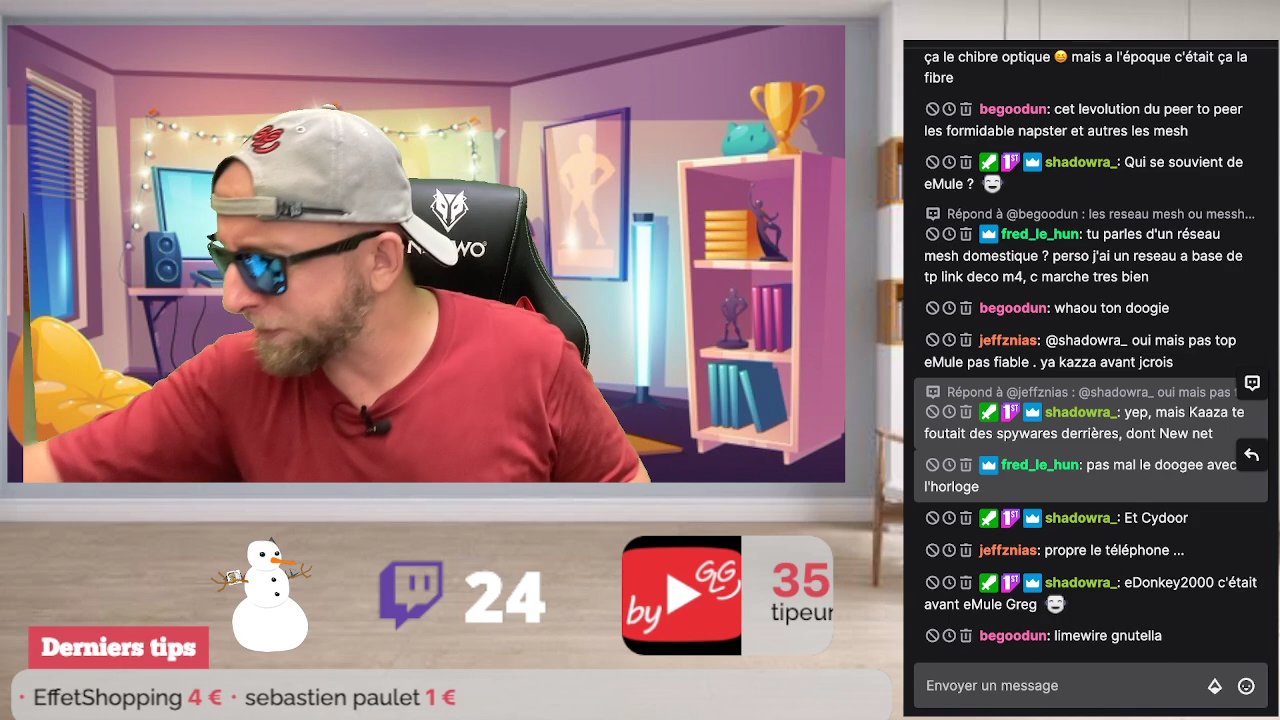 NOWO
24
by
GG
35
tipeur
Derniers tips
· EffetShopping 4 € · sebastien paulet 1 €
ça le chibre optique 😆 mais a l'époque c'était ça la
fibre
begoodun: cet levolution du peer to peer
les formidable napster et autres les mesh
1ST shadowra_: Qui se souvient de
eMule ?
Répond à @begoodun : les reseau mesh ou messh...
fred_le_hun: tu parles d'un réseau
mesh domestique ? perso j'ai un reseau a base de
tp link deco m4, c marche tres bien
begoodun: whaou ton doogie
jeffznias: @shadowra_ oui mais pas top
eMule pas fiable . ya kazza avant jcrois
Répond à @jeffznias : @shadowra_ oui mais pas
1ST shadowra_: yep, mais Kaaza te
foutait des spywares derrières, dont New net
fred_le_hun: pas mal le doogee avec
l'horloge
1ST shadowra_: Et Cydoor
jeffznias: propre le téléphone ...
1ST shadowra_: eDonkey2000 c'était
avant eMule Greg
begoodun: limewire gnutella
Envoyer un message